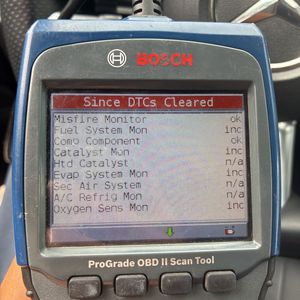 BOSCH
Since DTCs Cleared
Misfire Monitor ok
Fuel System Mon inc
Comp Component ok
Catalyst Mon inc
Htd Catalyst n/a
Evap System Mon inc
Sec Air System n/a
A/C Refrig Mon n/a
Oxygen Sens Mon inc
ProGrade OBD II Scan Tool